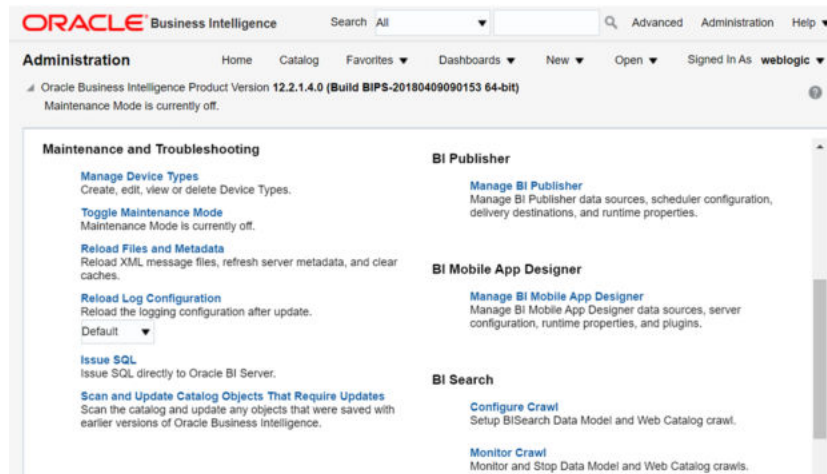 ORACLE Business Intelligence Search All Advanced Administration Help
Administration Home Catalog Favorites Dashboards New Open Signed In As weblogic
Oracle Business Intelligence Product Version 12.2.1.4.0 (Build BIPS-20180409090153 64-bit)
Maintenance Mode is currently off.
Maintenance and Troubleshooting
Manage Device Types
Create, edit, view or delete Device Types.
Toggle Maintenance Mode
Maintenance Mode is currently off.
Reload Files and Metadata
Reload XML message files, refresh server metadata, and clear
caches.
Reload Log Configuration
Reload the logging configuration after update.
Default
Issue SQL
Issue SQL directly to Oracle BI Server.
Scan and Update Catalog Objects That Require Updates
Scan the catalog and update any objects that were saved with
earlier versions of Oracle Business Intelligence.
BI Publisher
Manage BI Publisher
Manage BI Publisher data sources, scheduler configuration,
delivery destinations, and runtime properties.
BI Mobile App Designer
Manage BI Mobile App Designer
Manage BI Mobile App Designer data sources, server
configuration, runtime properties, and plugins.
BI Search
Configure Crawl
Setup BISearch Data Model and Web Catalog crawl.
Monitor Crawl
Monitor and Stop Data Model and Web Catalog crawls.